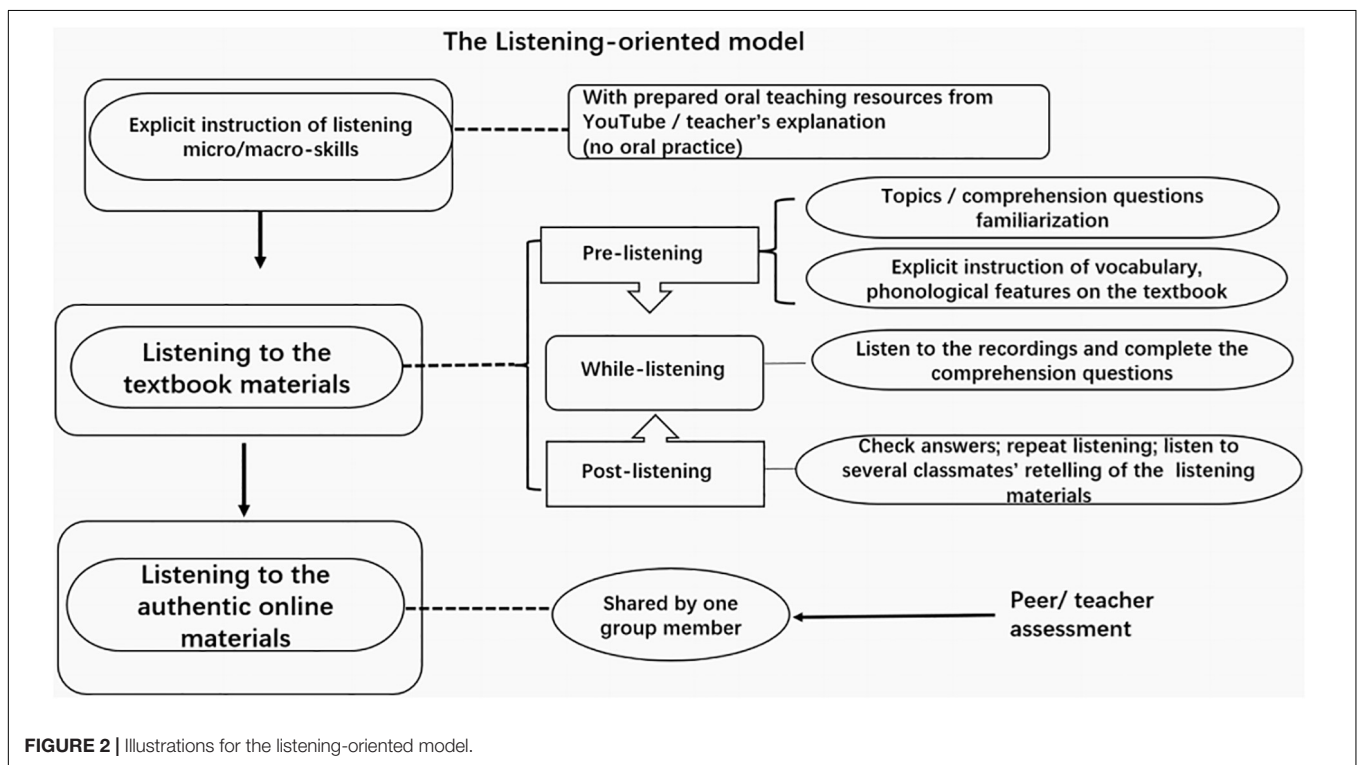 The Listening-oriented model
Explicit instruction of listening
micro/macro-skills
With prepared oral teaching resources from
YouTube / teacher's explanation
(no oral practice)
Listening to the
textbook materials
Pre-listening
Topics / comprehension questions
familiarization
Explicit instruction of vocabulary,
phonological features on the textbook
While-listening
Listen to the recordings and complete the
comprehension questions
Post-listening
Check answers; repeat listening; listen to
several classmates' retelling of the listening
materials
Listening to the
authentic online
materials
Shared by one
group member
Peer/ teacher
assessment
FIGURE 2 | Illustrations for the listening-oriented model.